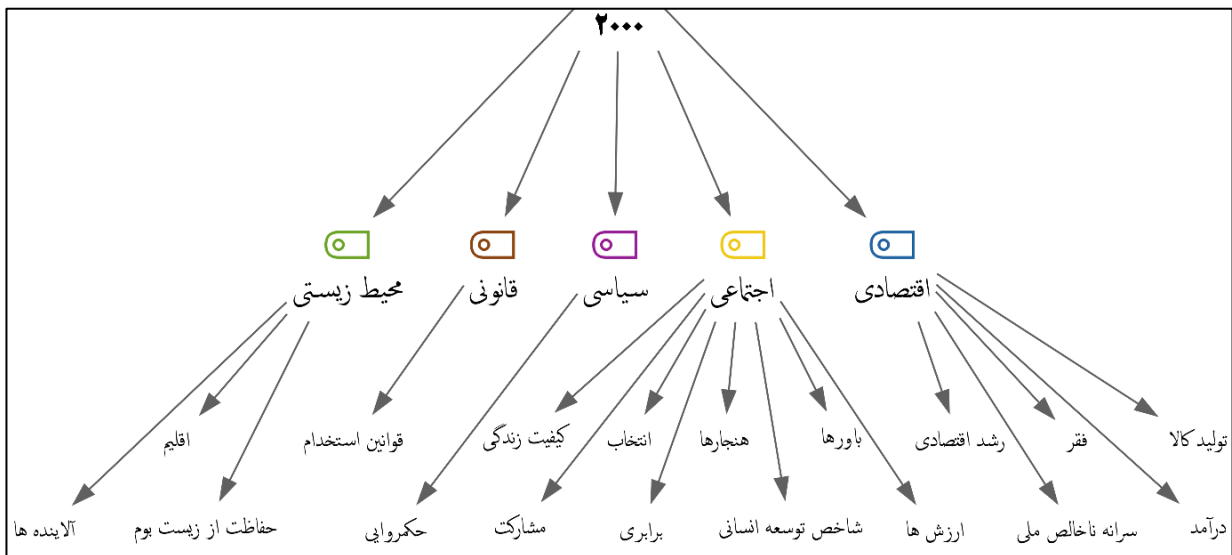 ۲۰۰۰
اقتصادی
اجتماعی
سیاسی
قانونی
محیط زیستی
تولید کالا
فقر
رشد اقتصادی
باورها
هنجارها
انتخاب
کیفیت زندگی
قوانین استخدام
اقلیم
درآمد
سرانه ناخالص ملی
ارزش ها
شاخص توسعه انسانی
برابری
مشارکت
حکمروایی
حفاظت از زیست بوم
آلاینده ها